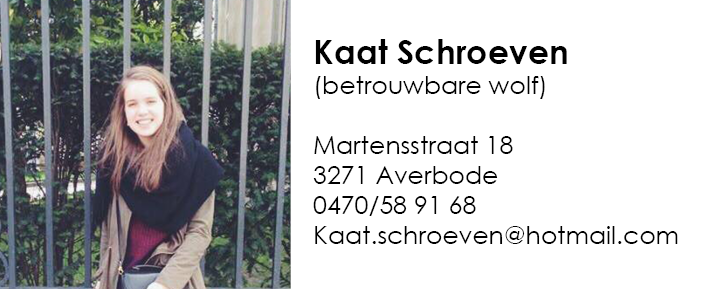 Kaat Schroeven
(betrouwbare wolf)
Martensstraat 18
3271 Averbode
0470/58 91 68
Kaat.schroeven@hotmail.com